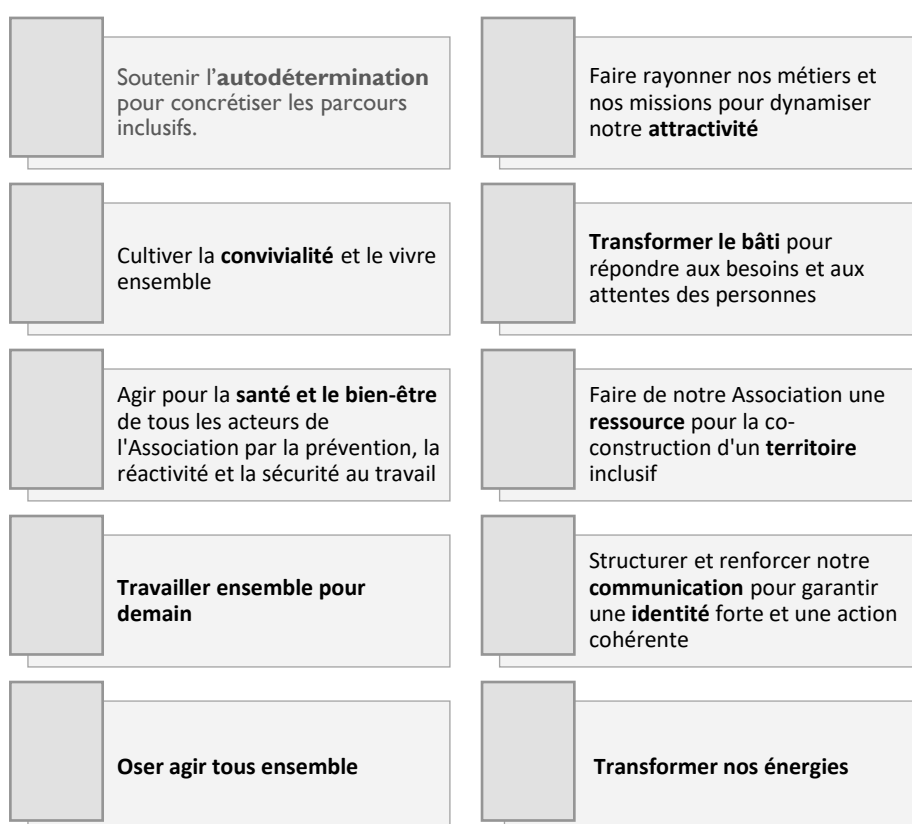 Soutenir l'autodétermination
pour concrétiser les parcours
inclusifs.
Faire rayonner nos métiers et
nos missions pour dynamiser
notre attractivité
Cultiver la convivialité et le vivre
ensemble
Transformer le bâti pour
répondre aux besoins et aux
attentes des personnes
Agir pour la santé et le bien-être
de tous les acteurs de
l'Association par la prévention, la
réactivité et la sécurité au travail
Faire de notre Association une
ressource pour la co-
construction d'un territoire
inclusif
Travailler ensemble pour
demain
Structurer et renforcer notre
communication pour garantir
une identité forte et une action
cohérente
Oser agir tous ensemble
Transformer nos énergies